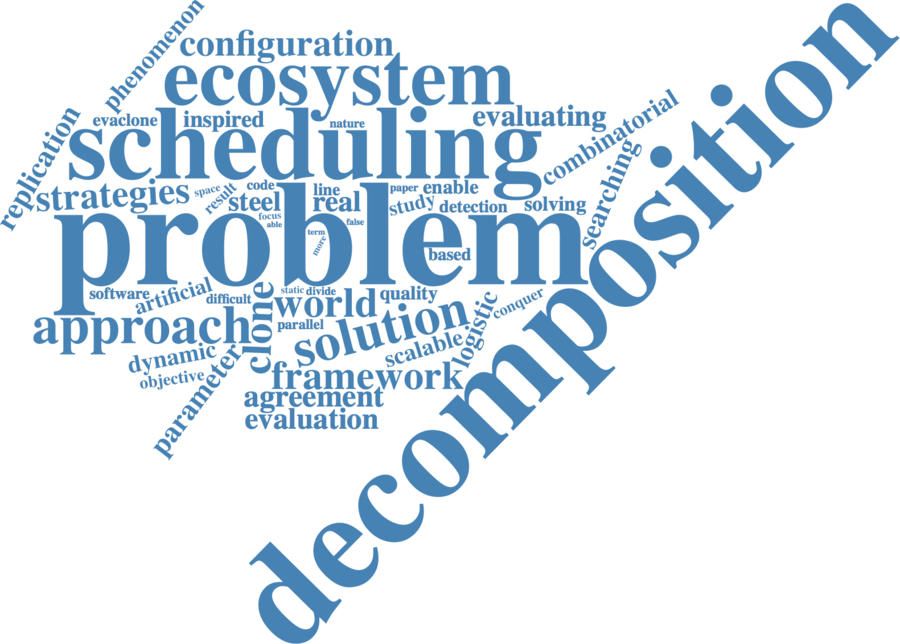 phenomenon
configuration
ecosystem
replication
evaclone
inspired
nature
evaluating
combinatorial
scheduling
searching
decomposition
strategies
space
result
code
steel
focus
able
line
real
false
paper
enable
study
detection
solving
problem
term
more
based
software
artificial
difficult
clone
static
divide
world
quality
conquer
approach
parallel
solution
logistic
dynamic
scalable
objective
parameter
framework
agreement
evaluation